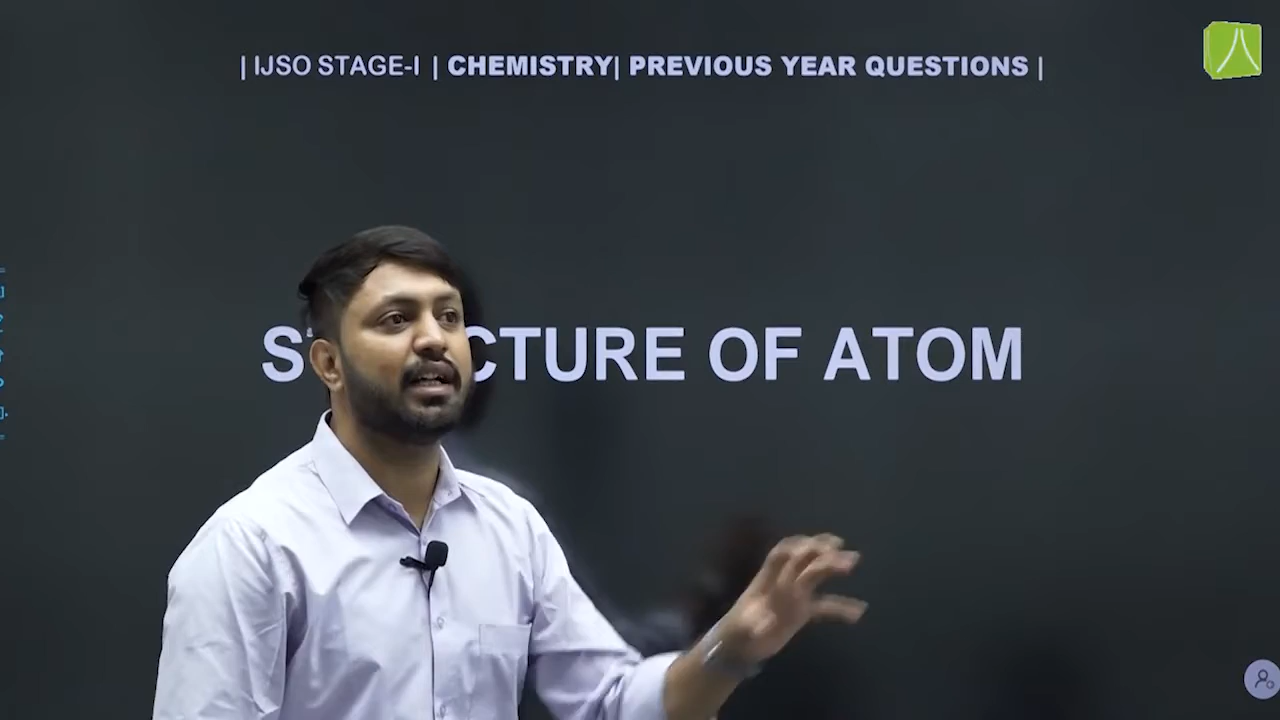 | IJSO STAGE-I | CHEMISTRY| PREVIOUS YEAR QUESTIONS |
CTURE OF ATOM